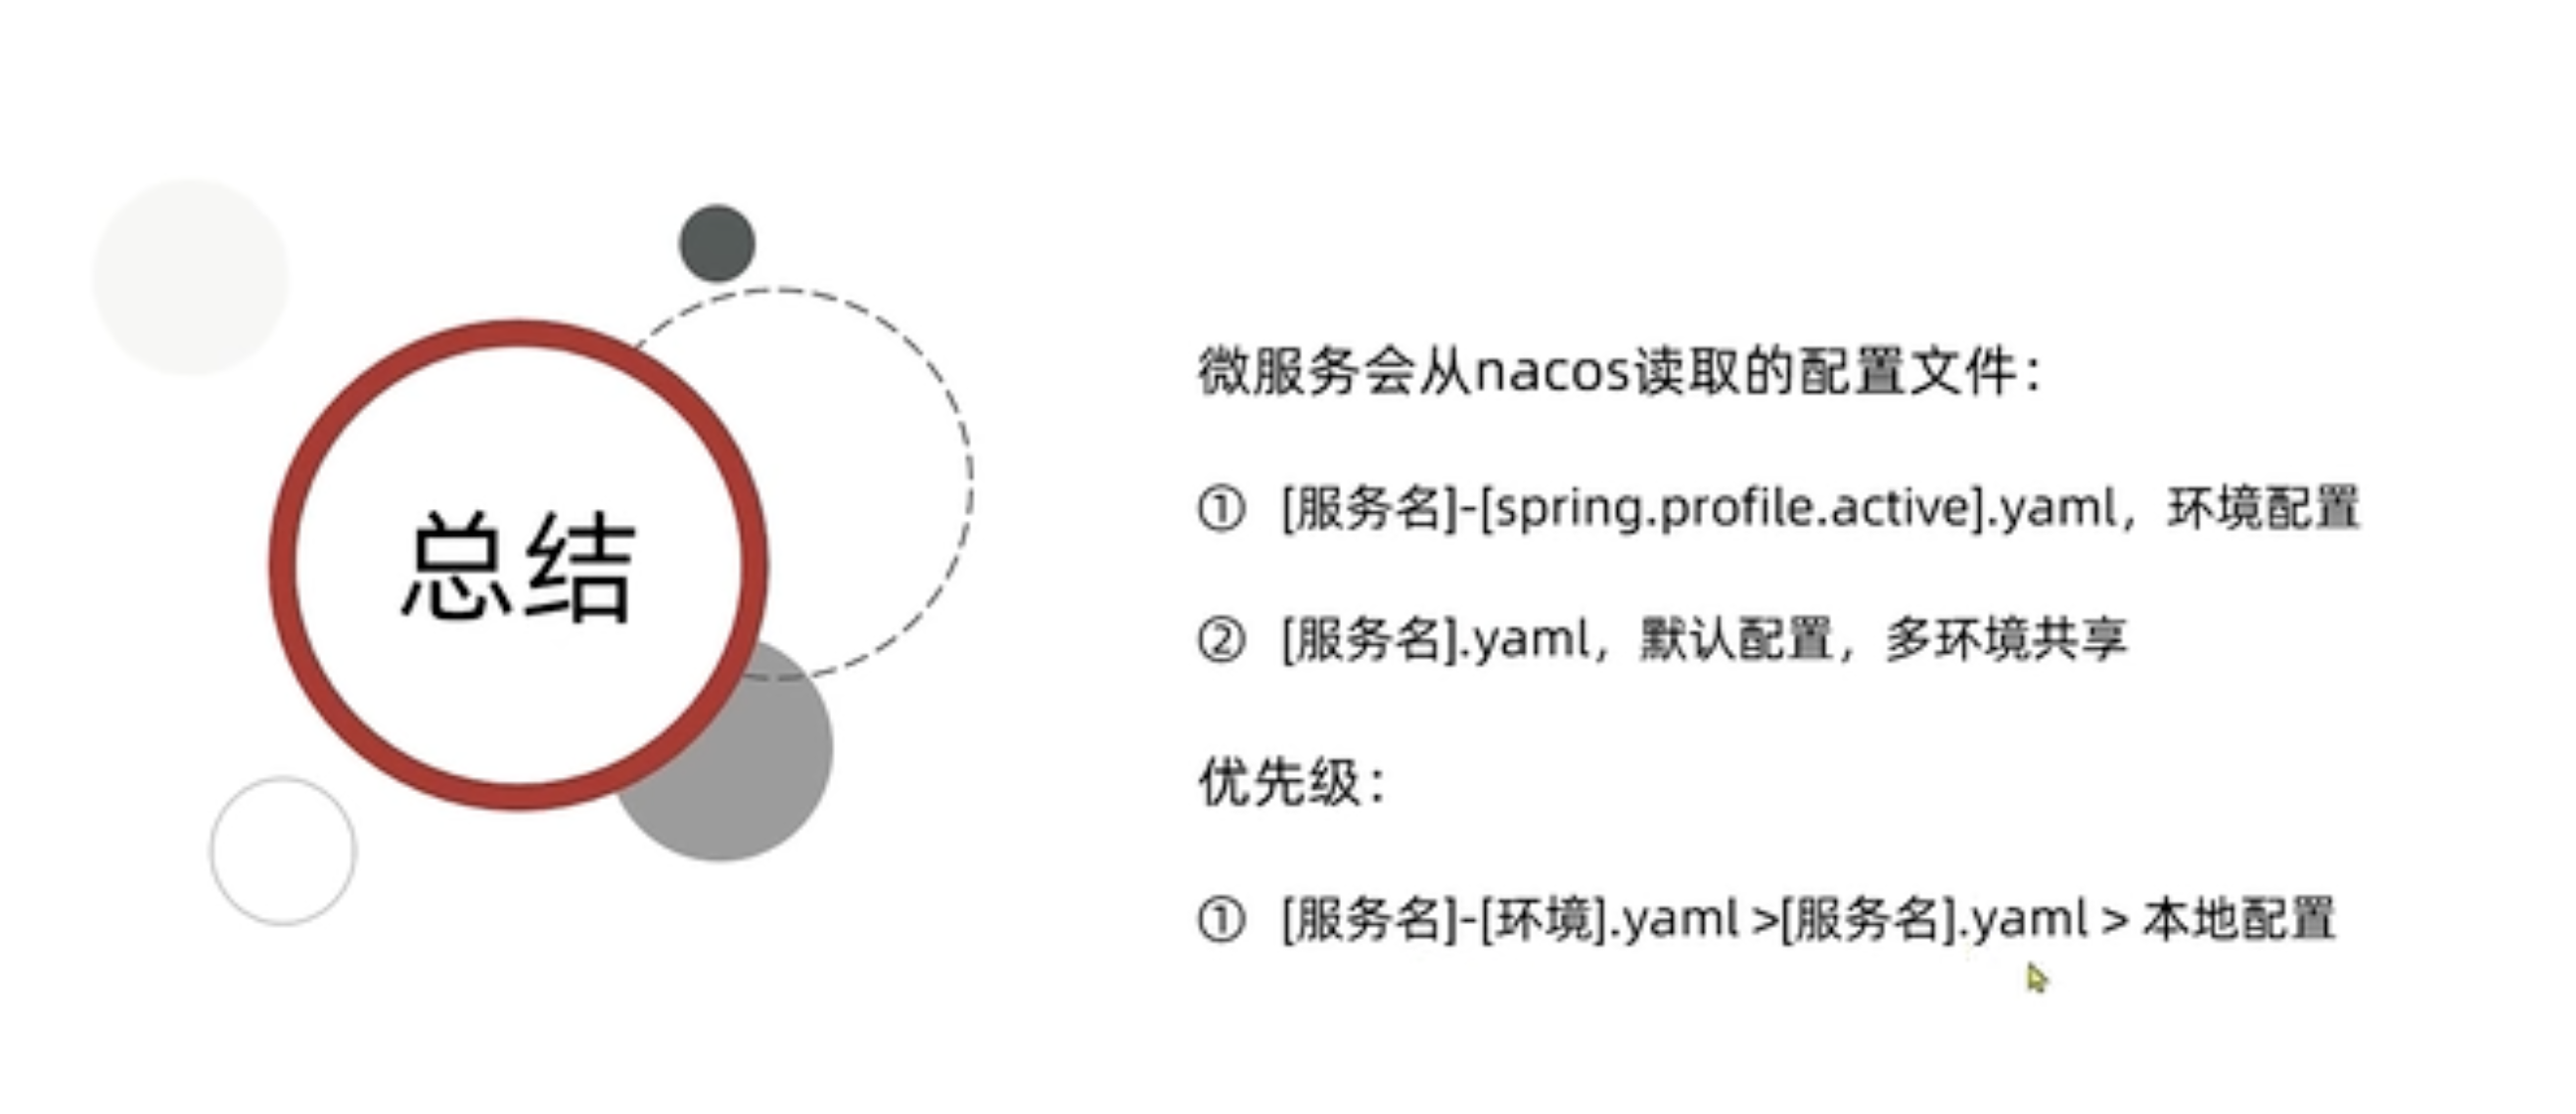 总结
微服务会从nacos读取的配置文件：
① [服务名]-[spring.profile.active].yaml，环境配置
② [服务名].yaml，默认配置，多环境共享
优先级：
① [服务名]-[环境].yaml >[服务名].yaml > 本地配置